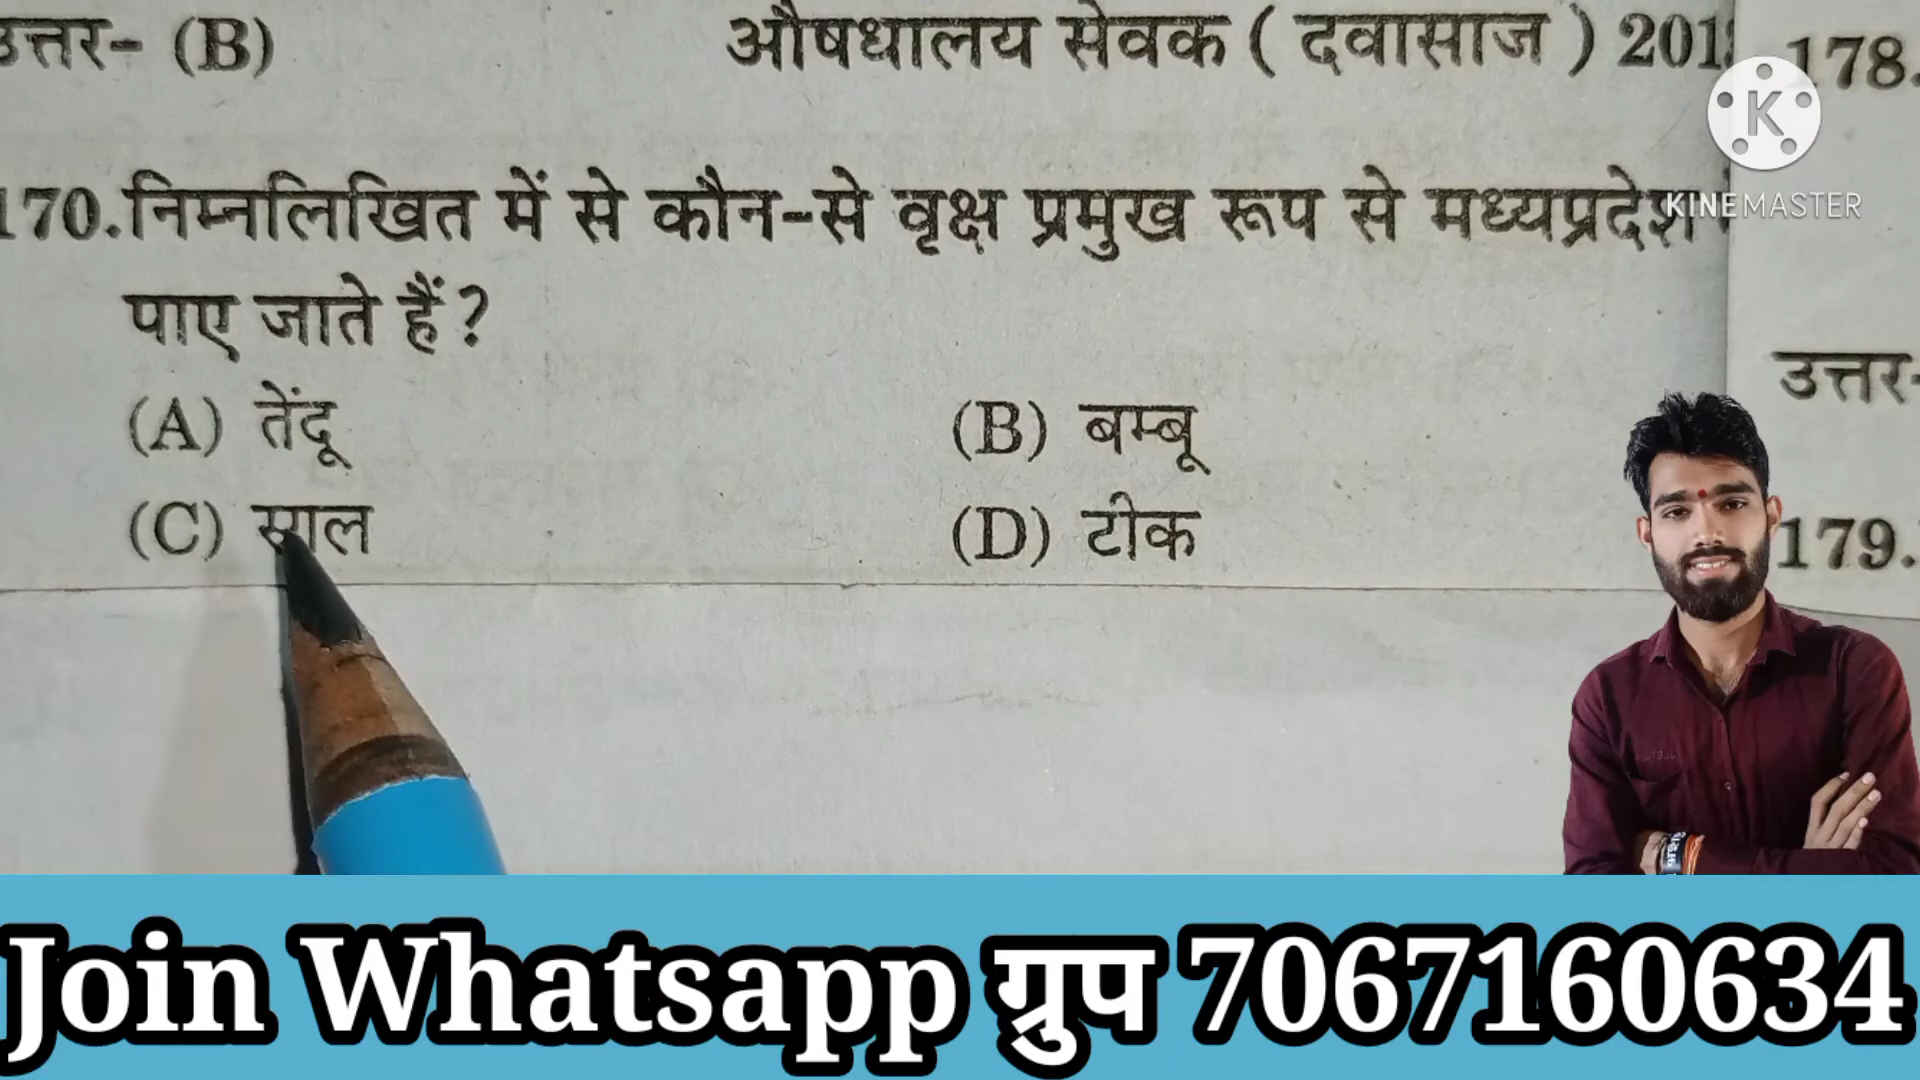 उत्तर- (B)
औषधालय सेवक ( दवासाज ) 201
170. निम्नलिखित में से कौन-से वृक्ष प्रमुख रूप से मध्यप्रदेश
पाए जाते हैं?
(A) तेंदू
(B) बम्बू
(C) साल
(D) टीक
178.
उत्तर-
179.
KINEMASTER
Join Whatsapp ग्रुप 7067160634